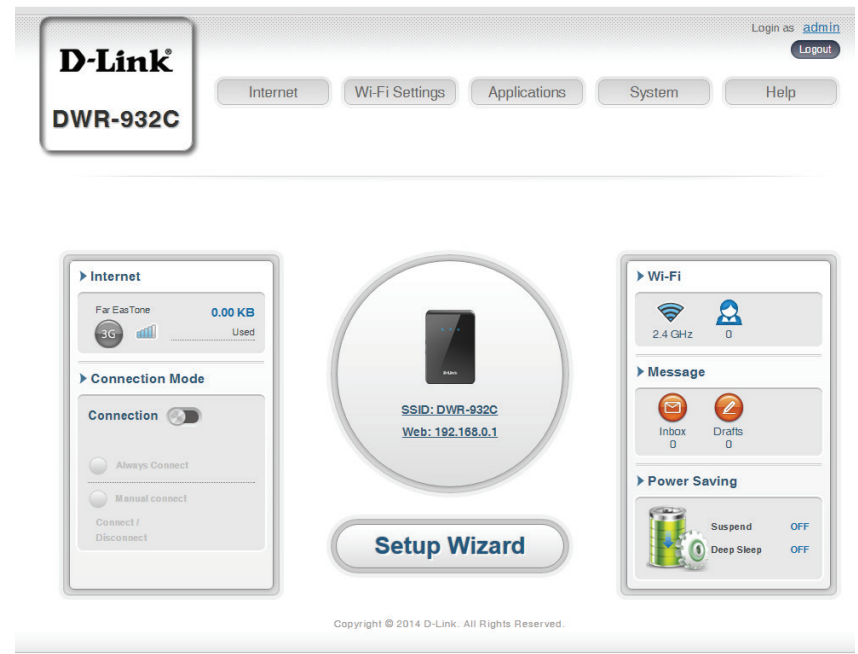 Login as admin
Logout
D-Link®
DWR-932C
Internet
Wi-Fi Settings
Applications
System
Help
Internet
Far EasTone
0.00 KB
3G
Used
Connection Mode
Connection
Always Connect
Manual connect
Connect /
Disconnect
D-Link
SSID: DWR-932C
Web: 192.168.0.1
Setup Wizard
Wi-Fi
2.4 GHz
0
Message
Inbox
0
Drafts
0
Power Saving
Suspend OFF
Deep Sleep OFF
Copyright © 2014 D-Link. All Rights Reserved.